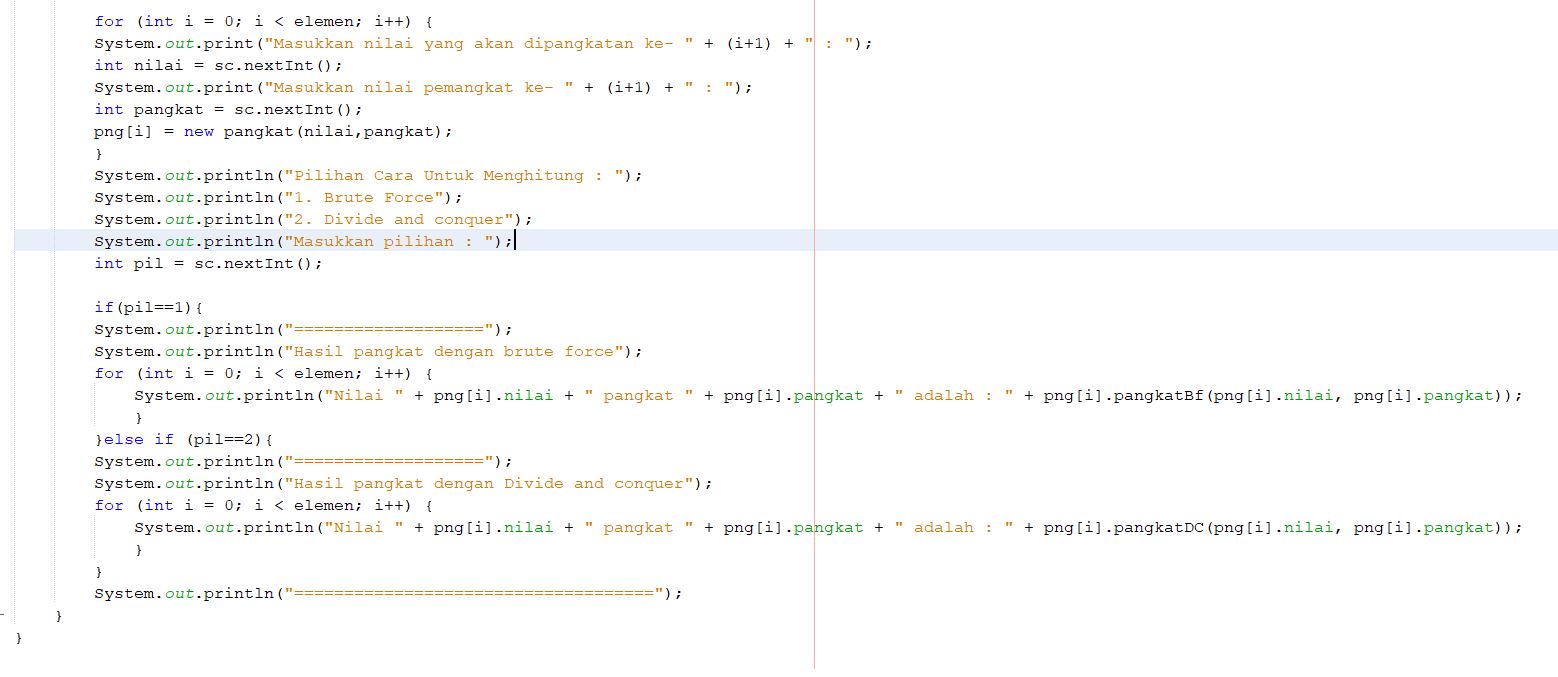 for (int i = 0; i < elemen; i++) {
System.out.print("Masukkan nilai yang akan dipangkatan ke- " + (i+1) + " : ");
int nilai = sc.nextInt();
System.out.print("Masukkan nilai pemangkat ke- " + (i+1) + " : ");
int pangkat = sc.nextInt();
png[i] = new pangkat(nilai,pangkat);
}
System.out.println("Pilihan Cara Untuk Menghitung : ");
System.out.println("1. Brute Force");
System.out.println("2. Divide and conquer");
System.out.println("Masukkan pilihan : ");
int pil = sc.nextInt();
if(pil==1){
System.out.println("===================");
System.out.println("Hasil pangkat dengan brute force");
for (int i = 0; i < elemen; i++) {
System.out.println("Nilai " + png[i].nilai + " pangkat " + png[i].pangkat + " adalah : " + png[i].pangkatBf(png[i].nilai, png[i].pangkat));
}
}else if (pil==2){
System.out.println("===================");
System.out.println("Hasil pangkat dengan Divide and conquer");
for (int i = 0; i < elemen; i++) {
System.out.println("Nilai " + png[i].nilai + " pangkat " + png[i].pangkat + " adalah : " + png[i].pangkatDC(png[i].nilai, png[i].pangkat));
}
}
System.out.println("====================================");
}
}